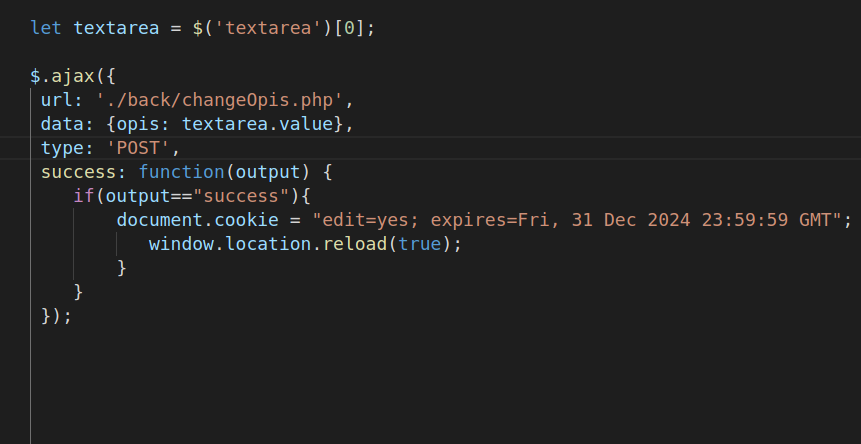 let textarea = $('textarea')[0];
$.ajax({
url: './back/changeOpis.php',
data: {opis: textarea.value},
type: 'POST',
success: function(output) {
if(output=="success"){
document.cookie = "edit=yes; expires=Fri, 31 Dec 2024 23:59:59 GMT";
window.location.reload(true);
}
}
});